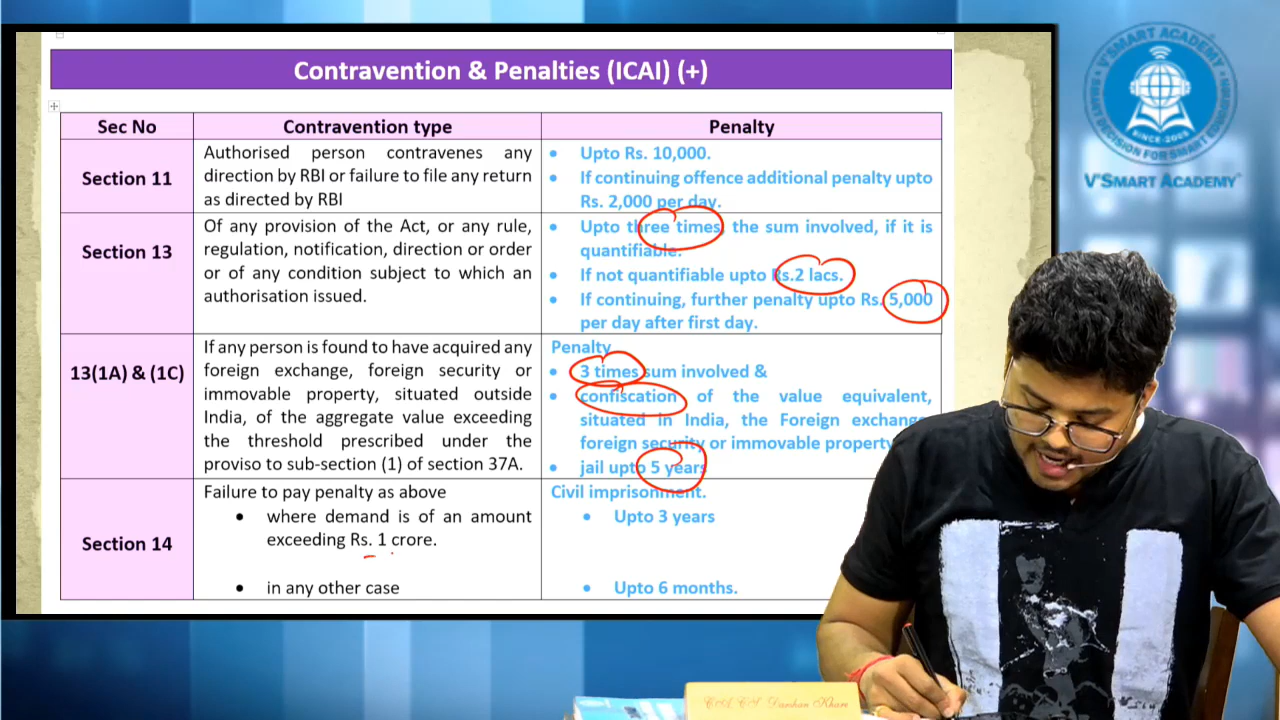 Contravention & Penalties (ICAI) (+)
Sec No
Contravention type
Penalty
Section 11
Authorised person contravenes any
direction by RBI or failure to file any return
as directed by RBI
• Upto Rs. 10,000.
• If continuing offence additional penalty upto
Rs. 2,000 per day.
Section 13
Of any provision of the Act, or any rule,
regulation, notification, direction or order
or of any condition subject to which an
authorisation issued.
• Upto three times the sum involved, if it is
quantifiable.
• If not quantifiable upto Rs.2 lacs.
• If continuing, further penalty upto Rs. 5,000
per day after first day.
13(1A) & (1C)
If any person is found to have acquired any
foreign exchange, foreign security or
immovable property, situated outside
India, of the aggregate value exceeding
the threshold prescribed under the
proviso to sub-section (1) of section 37A.
Penalty
• 3 times sum involved &
• confiscation of the value equivalent,
situated in India, the Foreign exchange
foreign security or immovable property
• jail upto 5 years
Section 14
Failure to pay penalty as above
• where demand is of an amount
exceeding Rs. 1 crore.
• in any other case
Civil imprisonment.
• Upto 3 years
• Upto 6 months.
V'SMART ACADEMY
SINCE-2009
V'SMART ACADEMY
CA, CS Darshan Khare